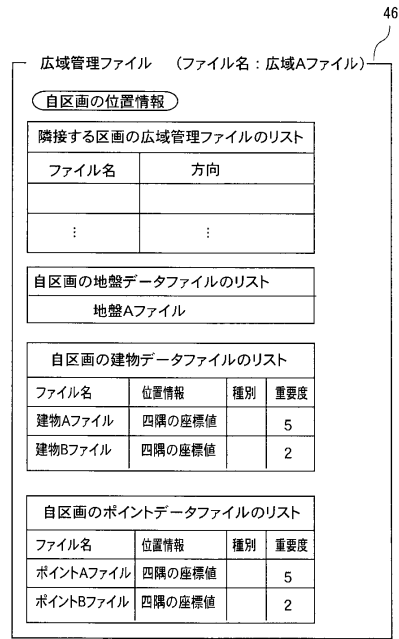 46
広域管理ファイル （ファイル名：広域Aファイル）
自区画の位置情報
隣接する区画の広域管理ファイルのリスト
ファイル名 方向
⋮ ⋮
自区画の地盤データファイルのリスト
地盤Aファイル
自区画の建物データファイルのリスト
ファイル名 位置情報 種別 重要度
建物Aファイル 四隅の座標値 5
建物Bファイル 四隅の座標値 2
自区画のポイントデータファイルのリスト
ファイル名 位置情報 種別 重要度
ポイントAファイル 四隅の座標値 5
ポイントBファイル 四隅の座標値 2